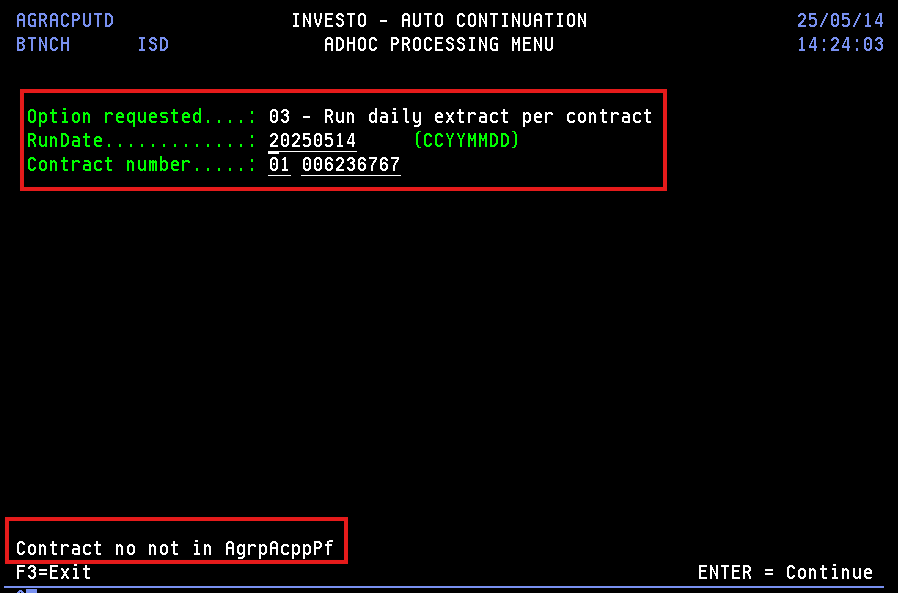 AGRACPUTD INVESTO - AUTO CONTINUATION 25/05/14
BTNCH ISD ADHOC PROCESSING MENU 14:24:03
Option requested....: 03 - Run daily extract per contract
RunDate.............: 20250514 (CCYYMMDD)
Contract number.....: 01 006236767
Contract no not in AgrpAcppPf
F3=Exit ENTER = Continue